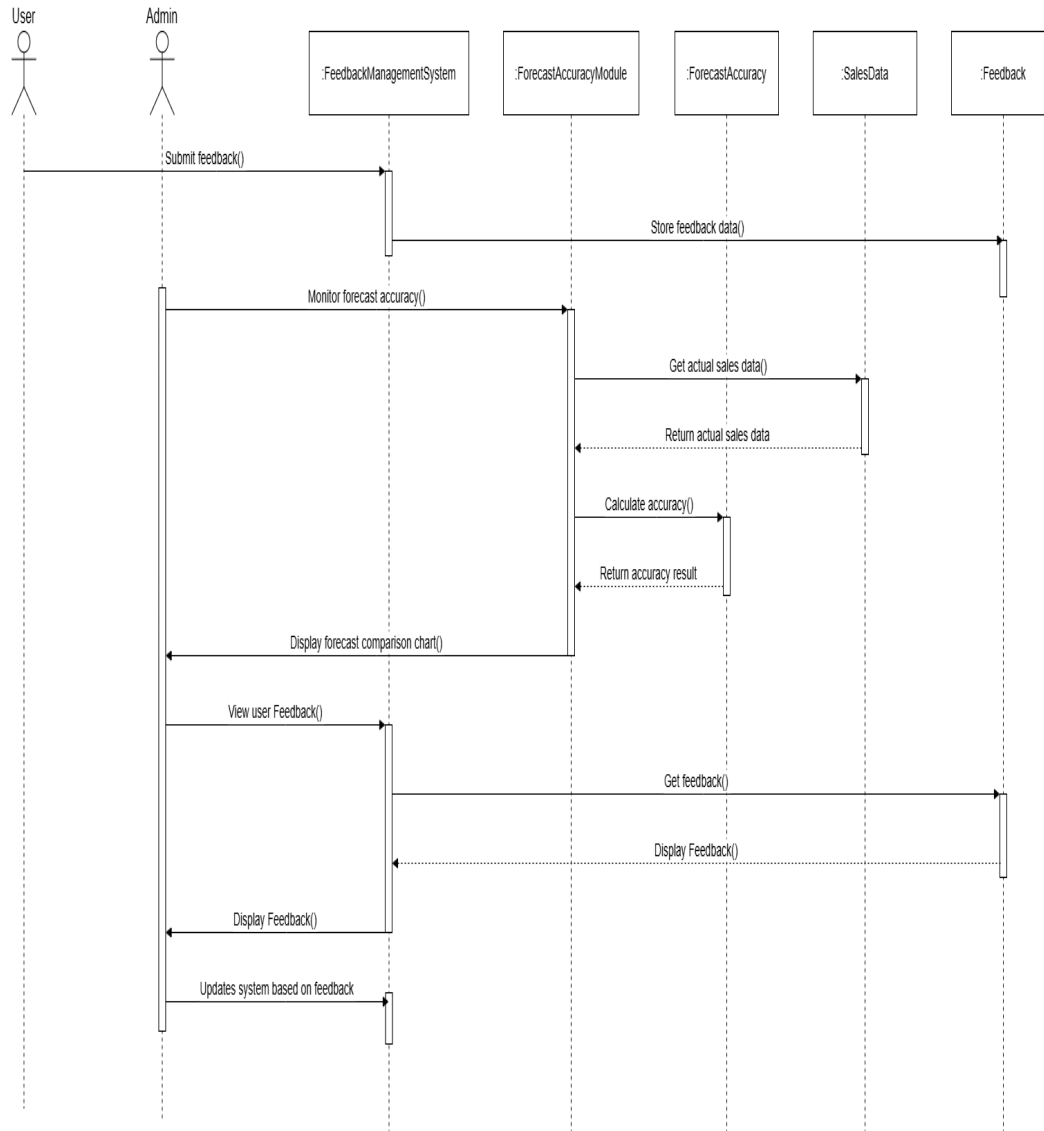 User
Admin
:FeedbackManagementSystem
:ForecastAccuracyModule
:ForecastAccuracy
:SalesData
:Feedback
Submit feedback()
Store feedback data()
Monitor forecast accuracy()
Get actual sales data()
Return actual sales data
Calculate accuracy()
Return accuracy result
Display forecast comparison chart()
View user Feedback()
Get feedback()
Display Feedback()
Display Feedback()
Updates system based on feedback